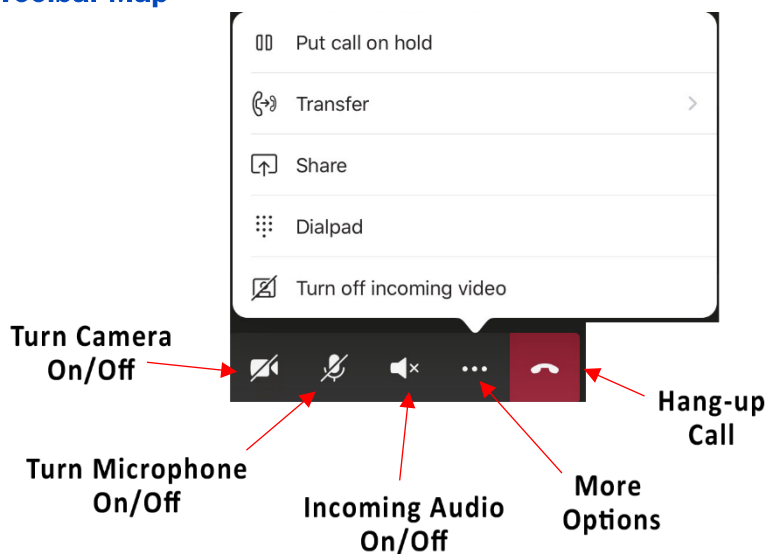 Toolbar Map
Put call on hold
Transfer
Share
Dialpad
Turn off incoming video
Turn Camera
On/Off
Hang-up
Call
Turn Microphone
On/Off
Incoming Audio
On/Off
More
Options